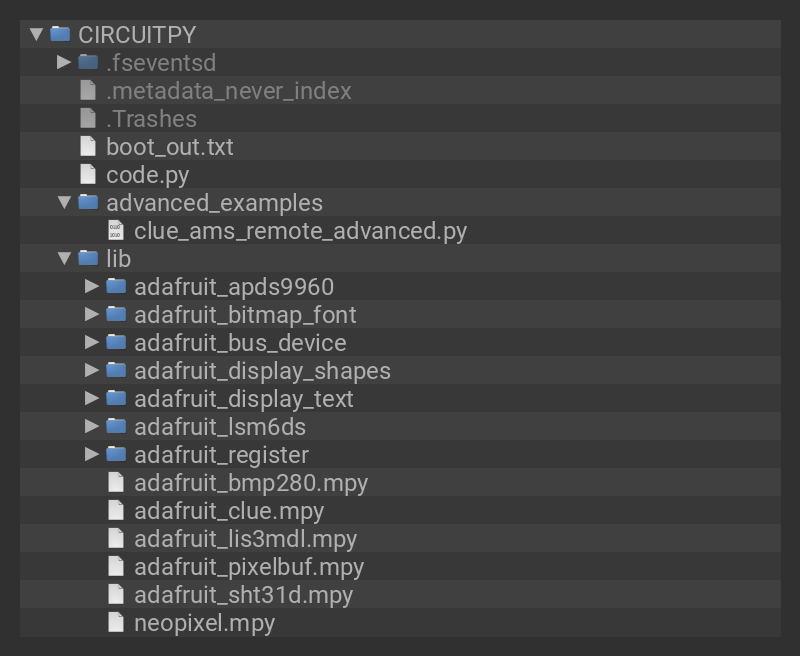 CIRCUITPY
.fseventsd
.metadata_never_index
.Trashes
boot_out.txt
code.py
advanced_examples
clue_ams_remote_advanced.py
lib
adafruit_apds9960
adafruit_bitmap_font
adafruit_bus_device
adafruit_display_shapes
adafruit_display_text
adafruit_lsm6ds
adafruit_register
adafruit_bmp280.mpy
adafruit_clue.mpy
adafruit_lis3mdl.mpy
adafruit_pixelbuf.mpy
adafruit_sht31d.mpy
neopixel.mpy